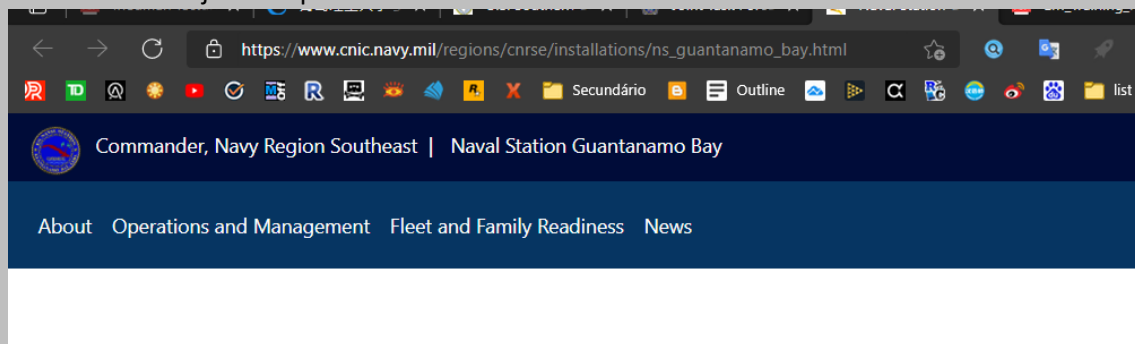 https://www.cnic.navy.mil/regions/cnrse/installations/ns_guantanamo_bay.html
Secundário
Outline
list
Commander, Navy Region Southeast | Naval Station Guantanamo Bay
About Operations and Management Fleet and Family Readiness News